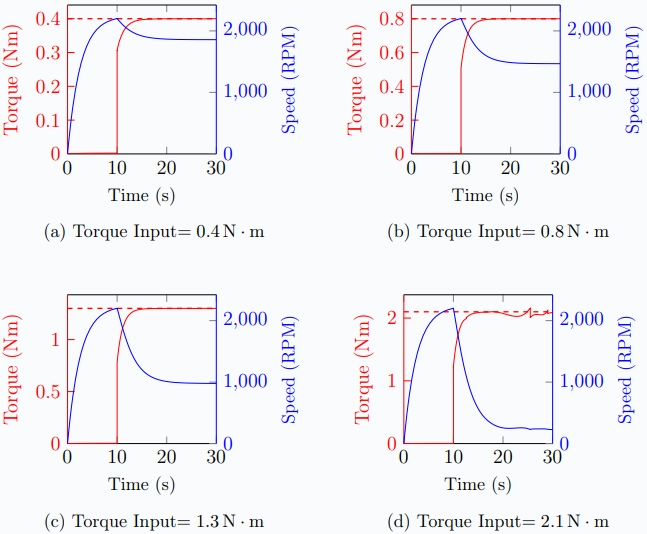 Torque (Nm)
0.4
0.3
0.2
0.1
0
2,000
1,000
0
Speed (RPM)
0 10 20 30
Time (s)
(a) Torque Input= 0.4 N · m
Torque (Nm)
0.8
0.6
0.4
0.2
0
2,000
1,000
0
Speed (RPM)
0 10 20 30
Time (s)
(b) Torque Input= 0.8 N · m
Torque (Nm)
1
0.5
0
2,000
1,000
0
Speed (RPM)
0 10 20 30
Time (s)
(c) Torque Input= 1.3 N · m
Torque (Nm)
2
1
0
2,000
1,000
0
Speed (RPM)
0 10 20 30
Time (s)
(d) Torque Input= 2.1 N · m